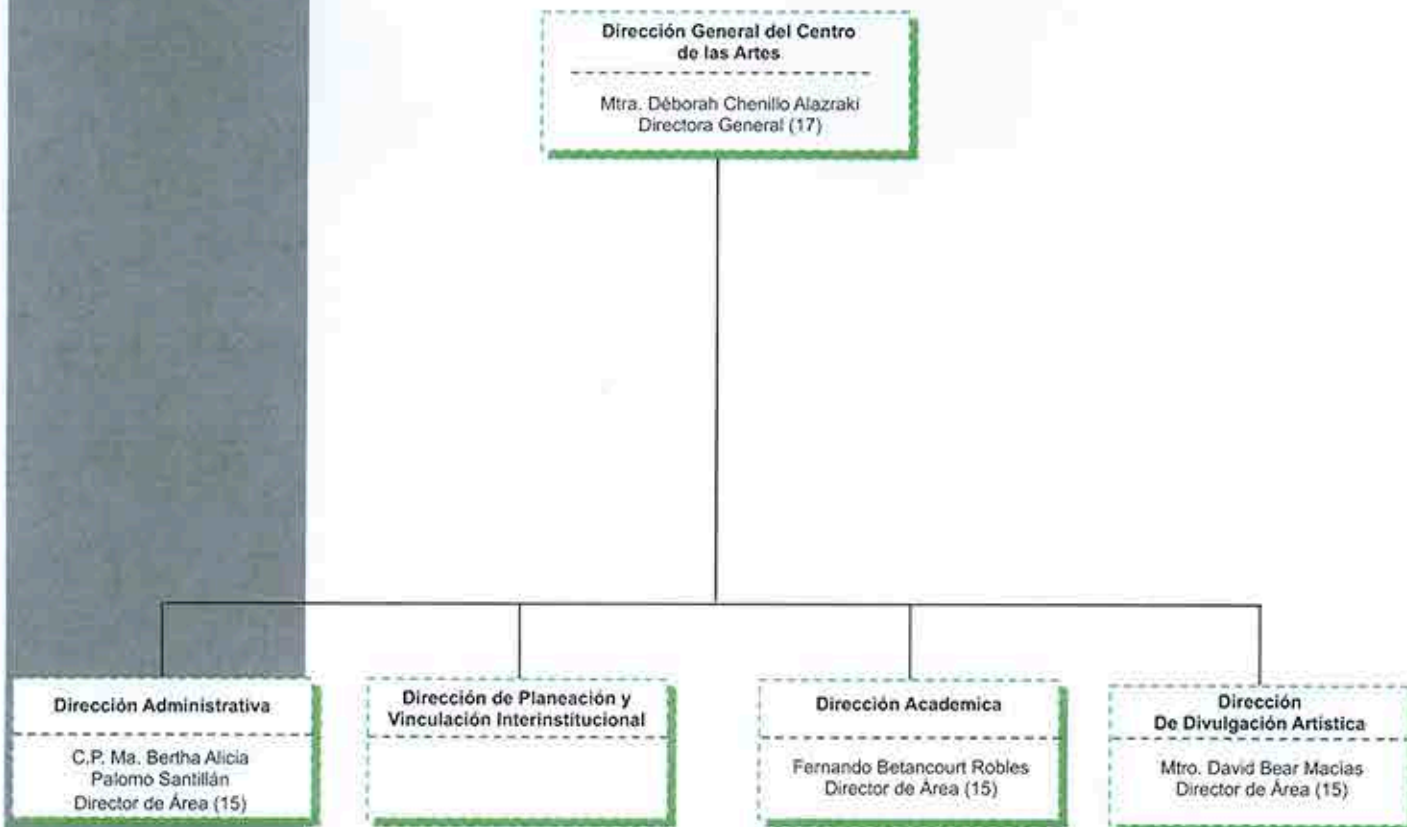 Dirección General del Centro
de las Artes
Mtra. Déborah Chenillo Alazraki
Directora General (17)
Dirección Administrativa
C.P. Ma. Bertha Alicia
Palomo Santillán
Director de Área (15)
Dirección de Planeación y
Vinculación Interinstitucional
Dirección Academica
Fernando Betancourt Robles
Director de Área (15)
Dirección
De Divulgación Artística
Mtro. David Bear Macias
Director de Área (15)